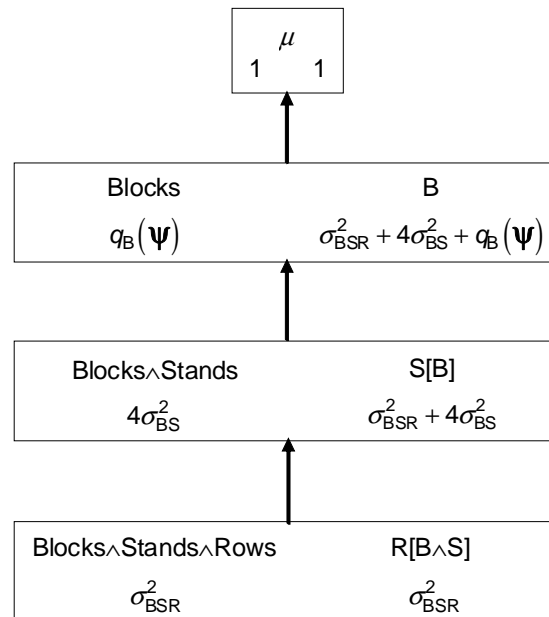 μ
1 1
Blocks B
q_B(Ψ) σ²_BSR + 4σ²_BS + q_B(Ψ)
Blocks∧Stands S[B]
4σ²_BS σ²_BSR + 4σ²_BS
Blocks∧Stands∧Rows R[B∧S]
σ²_BSR σ²_BSR